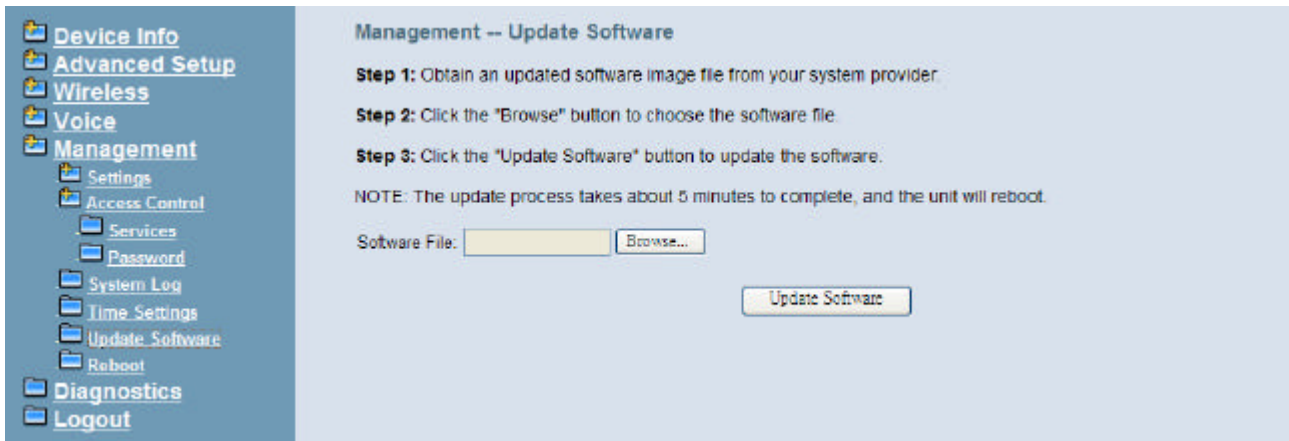 Device Info
Advanced Setup
Wireless
Voice
Management
Settings
Access Control
Services
Password
System Log
Time Settings
Update Software
Reboot
Diagnostics
Logout
Management -- Update Software
Step 1: Obtain an updated software image file from your system provider.
Step 2: Click the "Browse" button to choose the software file.
Step 3: Click the "Update Software" button to update the software.
NOTE: The update process takes about 5 minutes to complete, and the unit will reboot.
Software File: Browse...
Update Software